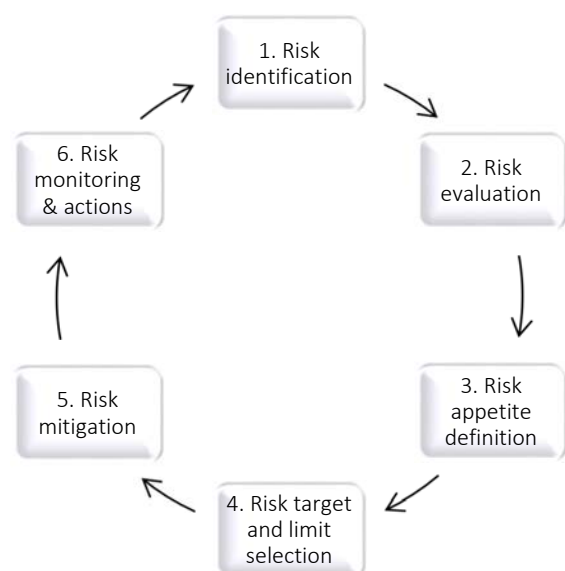 1. Risk
identification
2. Risk
evaluation
3. Risk
appetite
definition
4. Risk target
and limit
selection
5. Risk
mitigation
6. Risk
monitoring
& actions